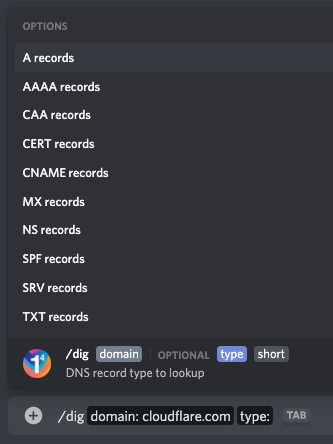 OPTIONS
A records
AAAA records
CAA records
CERT records
CNAME records
MX records
NS records
SPF records
SRV records
TXT records
1⁴ /dig domain OPTIONAL type short
DNS record type to lookup
/dig domain: cloudflare.com type: TAB